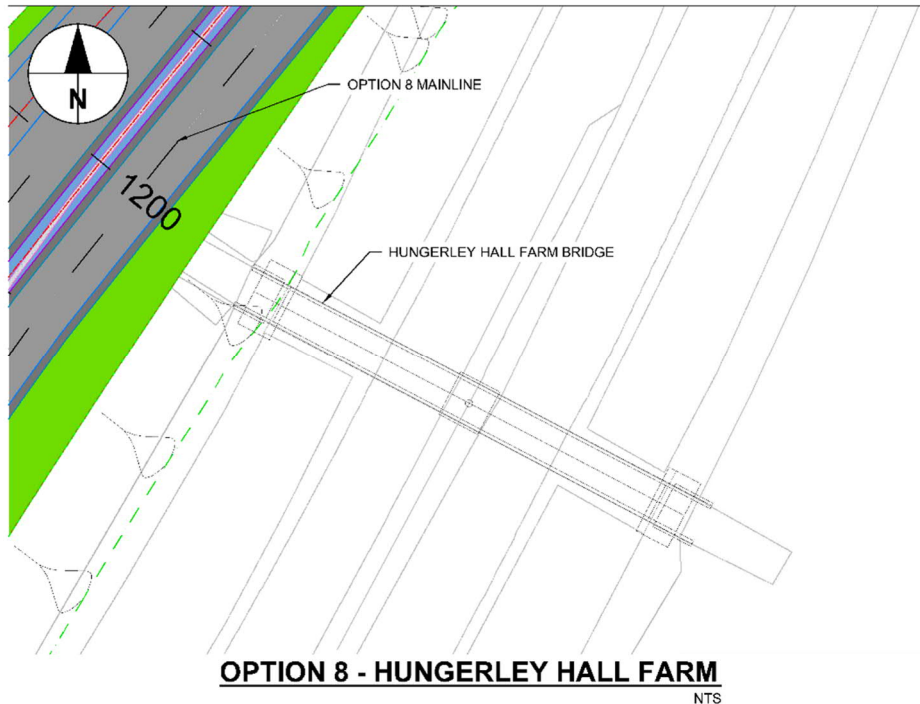 N
OPTION 8 MAINLINE
1200
HUNGERLEY HALL FARM BRIDGE
OPTION 8 - HUNGERLEY HALL FARM
NTS